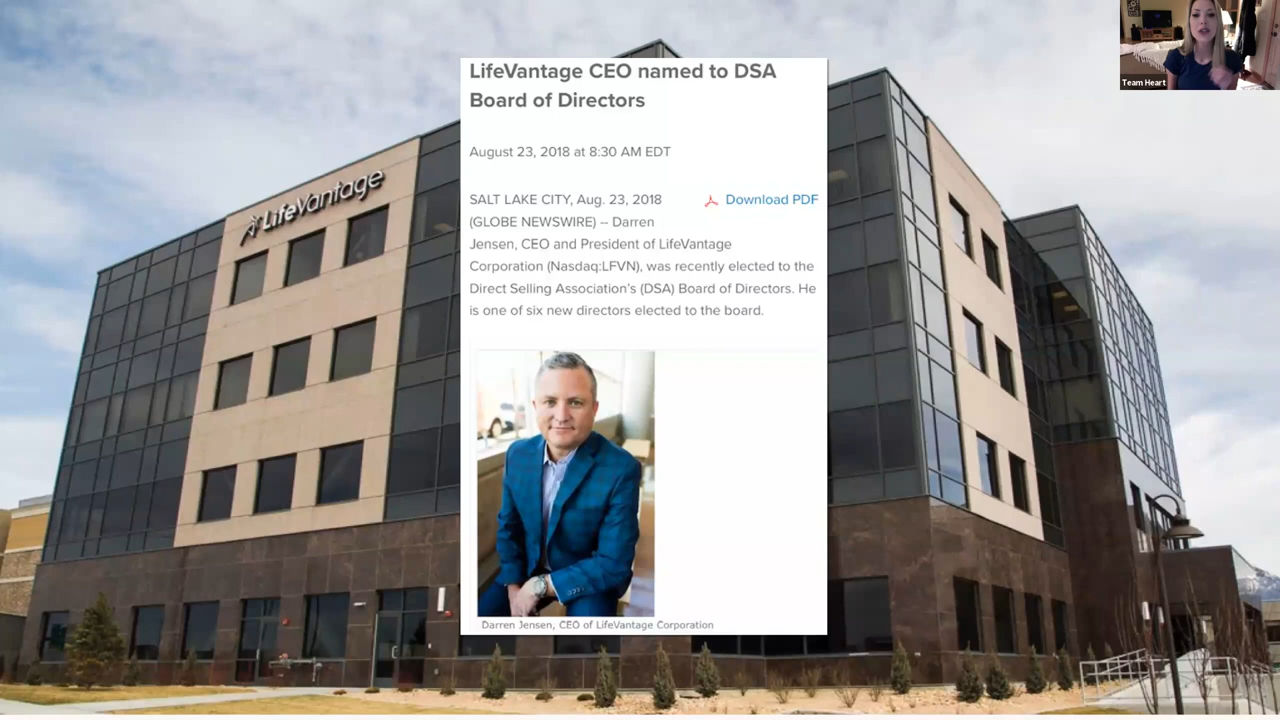 LifeVantage CEO named to DSA
Board of Directors
August 23, 2018 at 8:30 AM EDT
SALT LAKE CITY, Aug. 23, 2018
Download PDF
(GLOBE NEWSWIRE) -- Darren
Jensen, CEO and President of LifeVantage
Corporation (Nasdaq:LFVN), was recently elected to the
Direct Selling Association's (DSA) Board of Directors. He
is one of six new directors elected to the board.
Darren Jensen, CEO of LifeVantage Corporation
LifeVantage
Team Heart